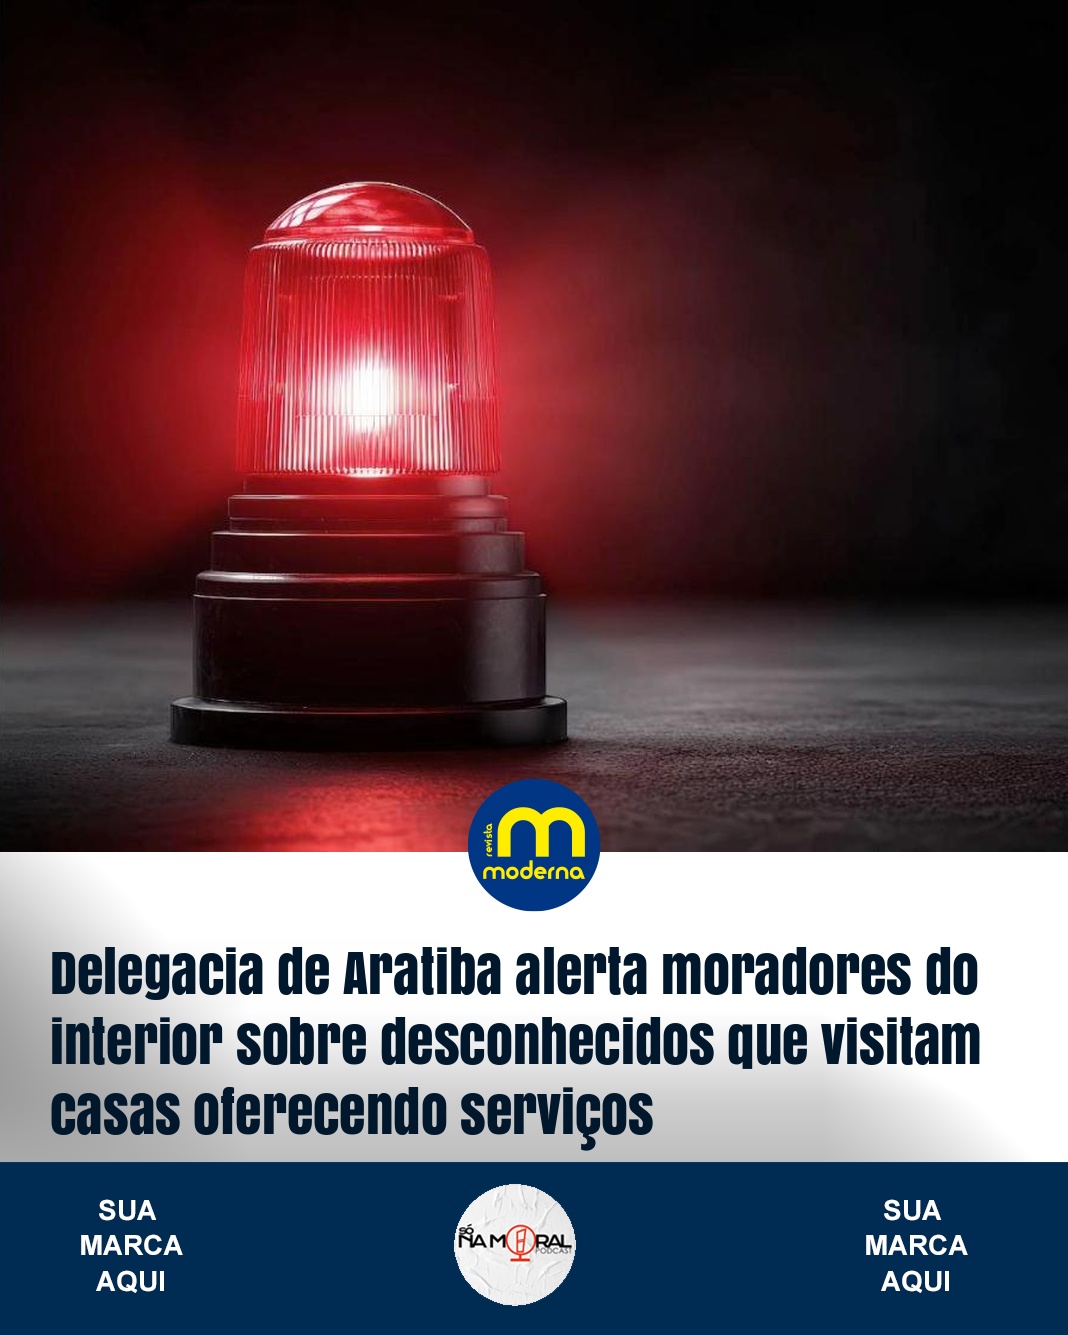 revista
m
moderna
Delegacia de Aratiba alerta moradores do
interior sobre desconhecidos que visitam
casas oferecendo serviços
SUA
MARCA
AQUI
SÓ
NA MORAL
PODCAST
SUA
MARCA
AQUI